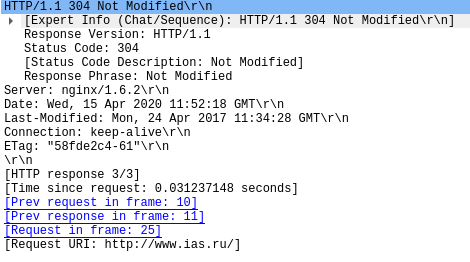 HTTP/1.1 304 Not Modified\r\n
[Expert Info (Chat/Sequence): HTTP/1.1 304 Not Modified\r\n]
Response Version: HTTP/1.1
Status Code: 304
[Status Code Description: Not Modified]
Response Phrase: Not Modified
Server: nginx/1.6.2\r\n
Date: Wed, 15 Apr 2020 11:52:18 GMT\r\n
Last-Modified: Mon, 24 Apr 2017 11:34:28 GMT\r\n
Connection: keep-alive\r\n
ETag: "58fde2c4-61"\r\n
\r\n
[HTTP response 3/3]
[Time since request: 0.031237148 seconds]
[Prev request in frame: 10]
[Prev response in frame: 11]
[Request in frame: 25]
[Request URI: http://www.ias.ru/]